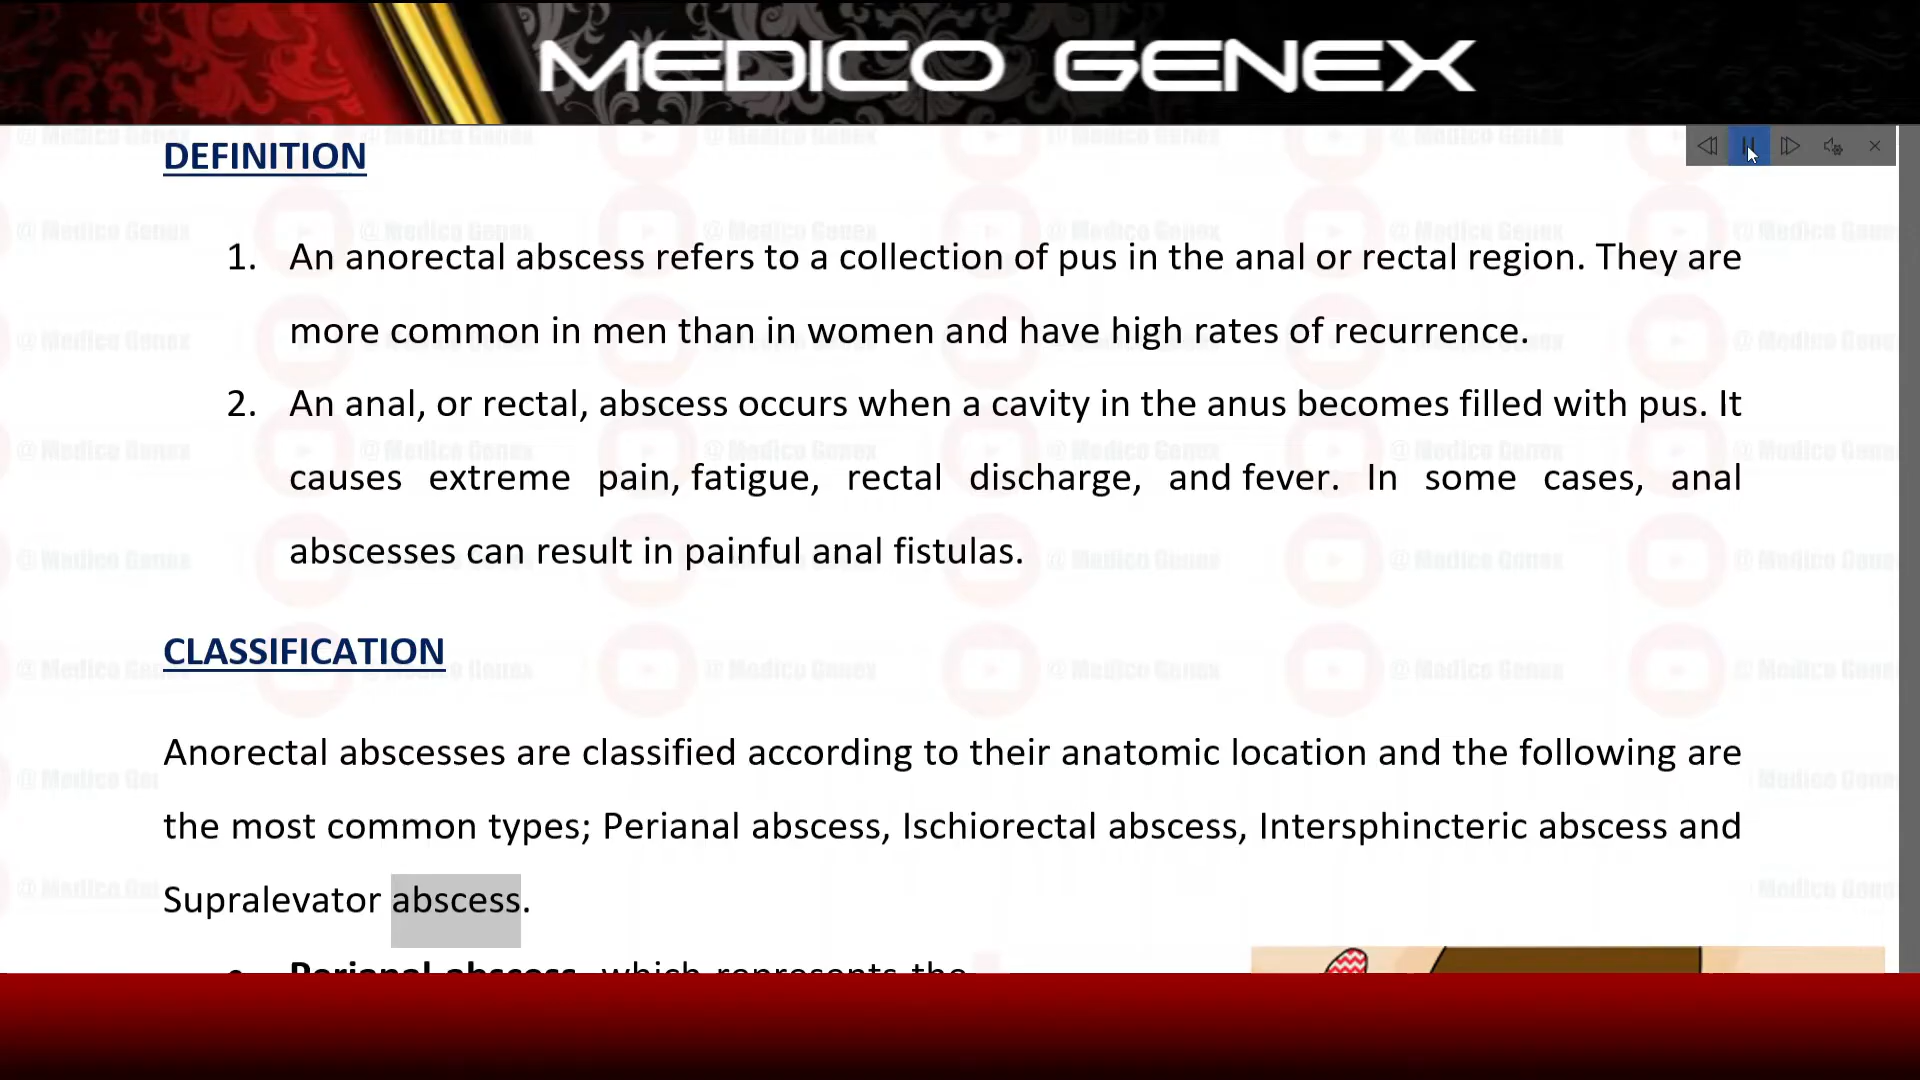 MEDICO GENEX
DEFINITION
1. An anorectal abscess refers to a collection of pus in the anal or rectal region. They are
more common in men than in women and have high rates of recurrence.
2. An anal, or rectal, abscess occurs when a cavity in the anus becomes filled with pus. It
causes extreme pain, fatigue, rectal discharge, and fever. In some cases, anal
abscesses can result in painful anal fistulas.
CLASSIFICATION
Anorectal abscesses are classified according to their anatomic location and the following are
the most common types; Perianal abscess, Ischiorectal abscess, Intersphincteric abscess and
Supralevator abscess.
Perianal abscess, which represents the